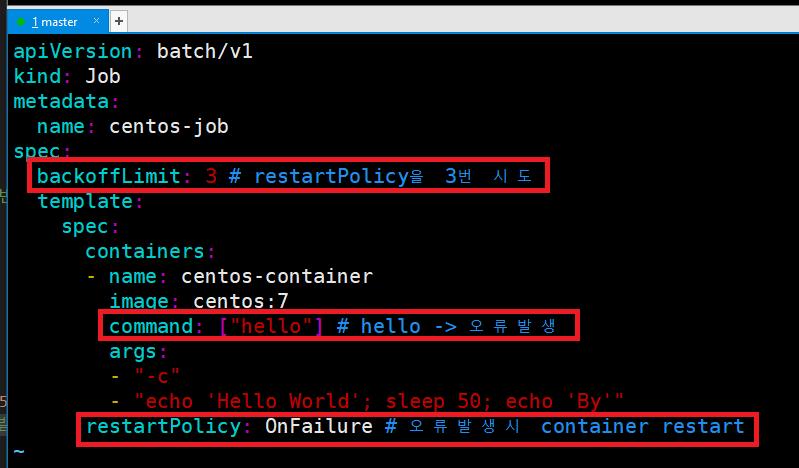 1 master × +
apiVersion: batch/v1
kind: Job
metadata:
  name: centos-job
spec:
  backoffLimit: 3 # restartPolicy을 3번 시도
  template:
    spec:
      containers:
      - name: centos-container
        image: centos:7
        command: ["hello"] # hello -> 오류발생
        args:
        - "-c"
        - "echo 'Hello World'; sleep 50; echo 'By'"
      restartPolicy: OnFailure # 오류발생시 container restart
~